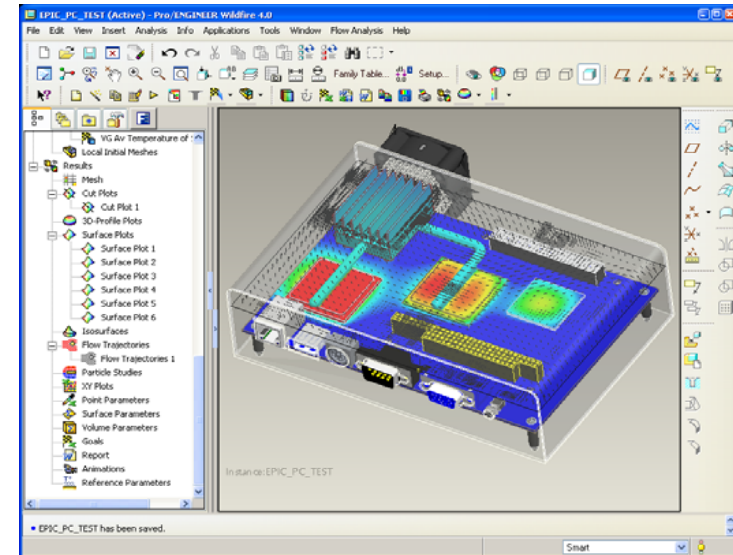 EPIC_PC_TEST (Active) - Pro/ENGINEER Wildfire 4.0
File Edit View Insert Analysis Info Applications Tools Window Flow Analysis Help
Family Table... Setup...
VG Av Temperature of
Local Initial Meshes
Results
Mesh
Cut Plots
Cut Plot 1
3D-Profile Plots
Surface Plots
Surface Plot 1
Surface Plot 2
Surface Plot 3
Surface Plot 4
Surface Plot 5
Surface Plot 6
Isosurfaces
Flow Trajectories
Flow Trajectories 1
Particle Studies
XY Plots
Point Parameters
Surface Parameters
Volume Parameters
Goals
Report
Animations
Reference Parameters
Instance:EPIC_PC_TEST
EPIC_PC_TEST has been saved.
Smart